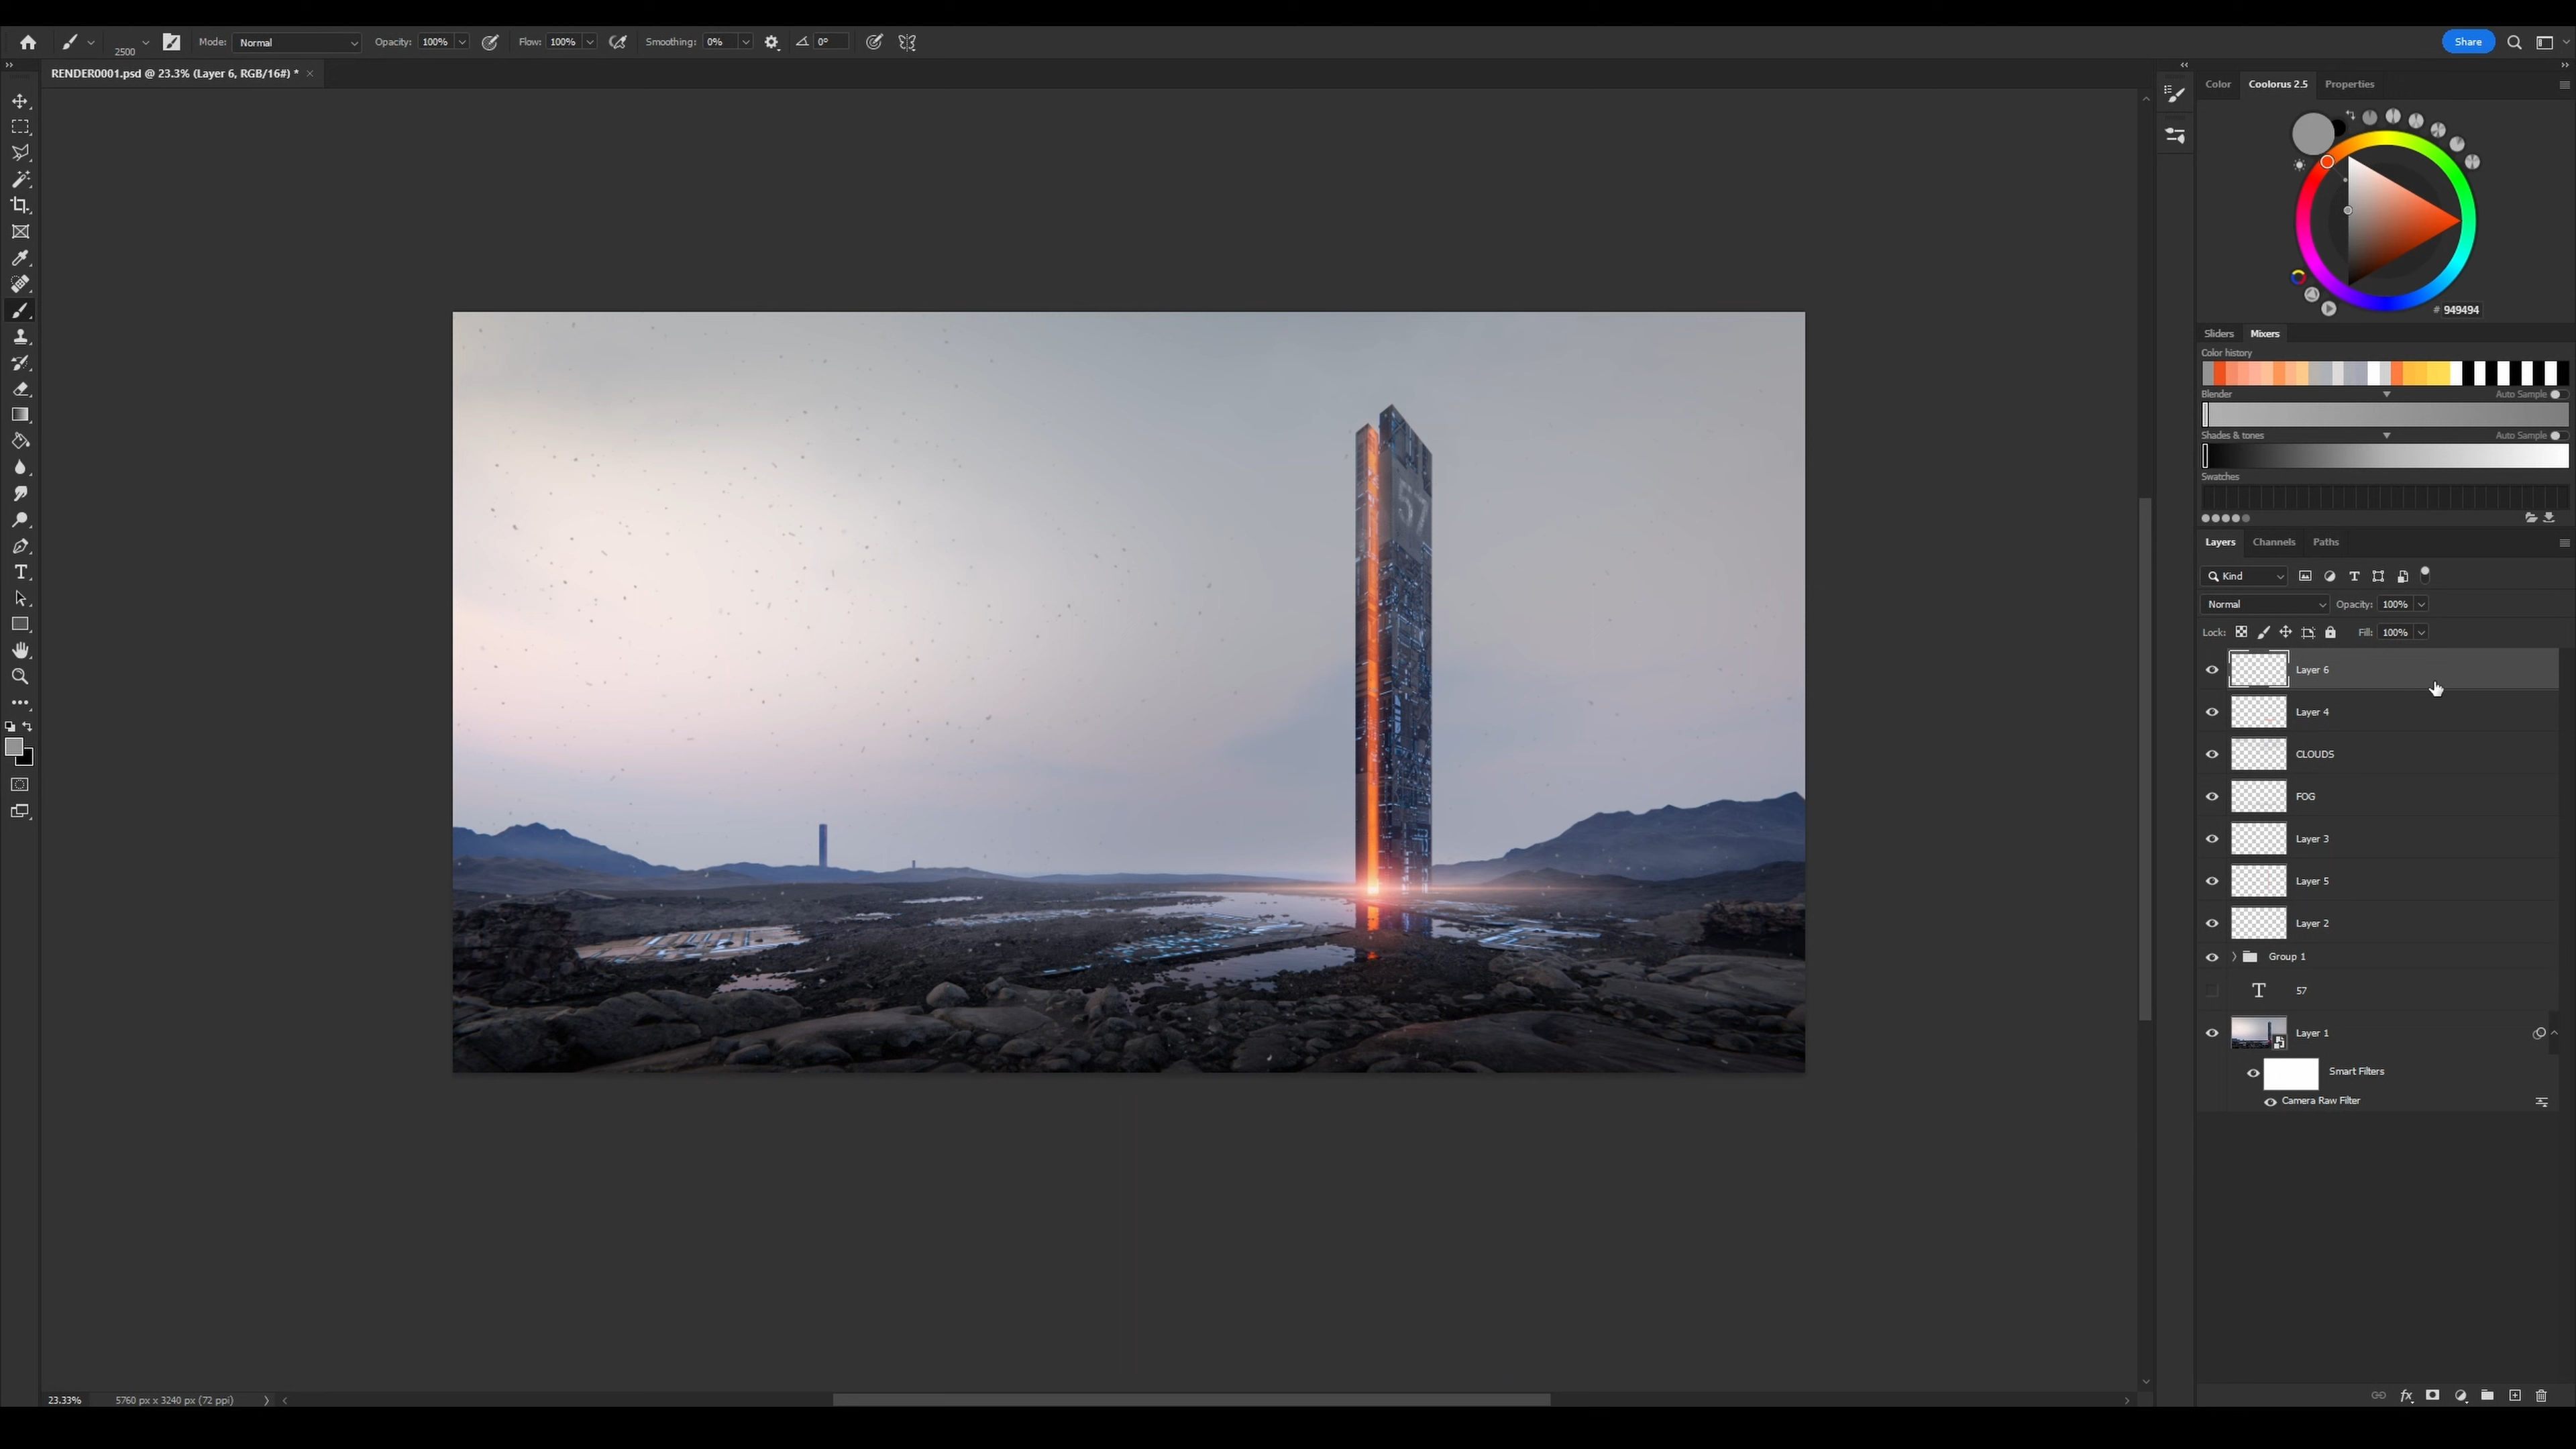 2500
Mode: Normal
Opacity: 100%
Flow: 100%
Smoothing: 0%
0°
Share
RENDER0001.psd @ 23.3% (Layer 6, RGB/16#) * ×
Color
Coolorus 2.5
Properties
# 949494
Sliders
Mixers
Color history
Blender
Auto Sample
Shades & tones
Auto Sample
Swatches
57
Layers
Channels
Paths
Kind
Normal
Opacity: 100%
Lock:
Fill: 100%
Layer 6
Layer 4
CLOUDS
FOG
Layer 3
Layer 5
Layer 2
Group 1
57
Layer 1
Smart Filters
Camera Raw Filter
23.33%
5760 px x 3240 px (72 ppi)
fx